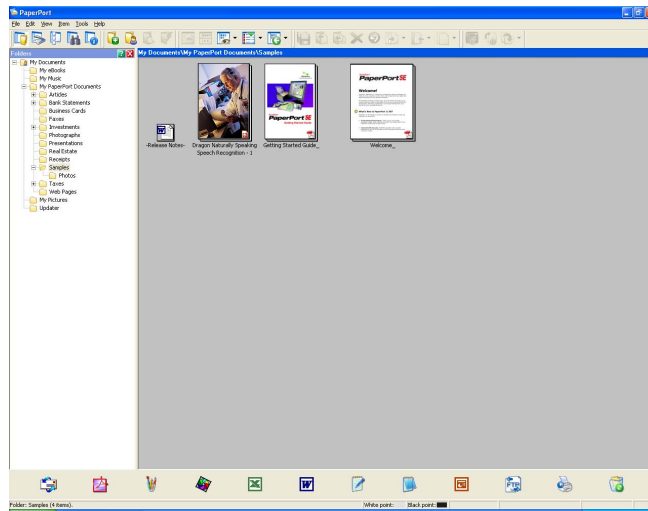 PaperPort
File Edit View Item Tools Help
Folders
My Documents\My PaperPort Documents\Samples
My Documents
My eBooks
My Music
My PaperPort Documents
Articles
Bank Statements
Business Cards
Faxes
Investments
Photographs
Presentations
Real Estate
Receipts
Samples
Photos
Taxes
Web Pages
My Pictures
Updater
PaperPort SE
PaperPort SE
Welcome!
-Release Notes-
Dragon Naturally Speaking
Speech Recognition - 1
Getting Started Guide_
Welcome_
FTP
Folder: Samples (4 items).
White point:
Black point: